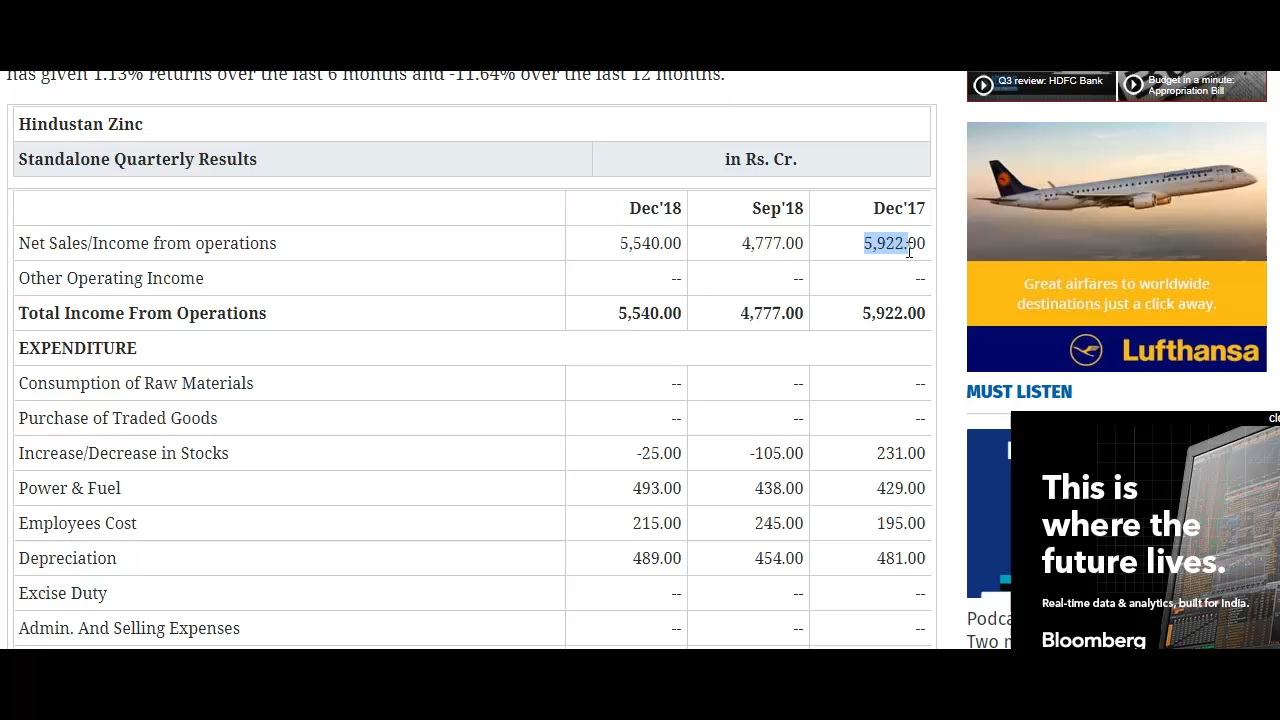 has given 1.13% returns over the last 6 months and -11.64% over the last 12 months.
Hindustan Zinc
Standalone Quarterly Results in Rs. Cr.
Dec'18 Sep'18 Dec'17
Net Sales/Income from operations 5,540.00 4,777.00 5,922.00
Other Operating Income -- -- --
Total Income From Operations 5,540.00 4,777.00 5,922.00
EXPENDITURE
Consumption of Raw Materials -- -- --
Purchase of Traded Goods -- -- --
Increase/Decrease in Stocks -25.00 -105.00 231.00
Power & Fuel 493.00 438.00 429.00
Employees Cost 215.00 245.00 195.00
Depreciation 489.00 454.00 481.00
Excise Duty -- -- --
Admin. And Selling Expenses -- -- --
Q3 review: HDFC Bank
Budget in a minute:
Appropriation Bill
Great airfares to worldwide
destinations just a click away.
Lufthansa
MUST LISTEN
This is
where the
future lives.
Real-time data & analytics, built for India.
Bloomberg
Two